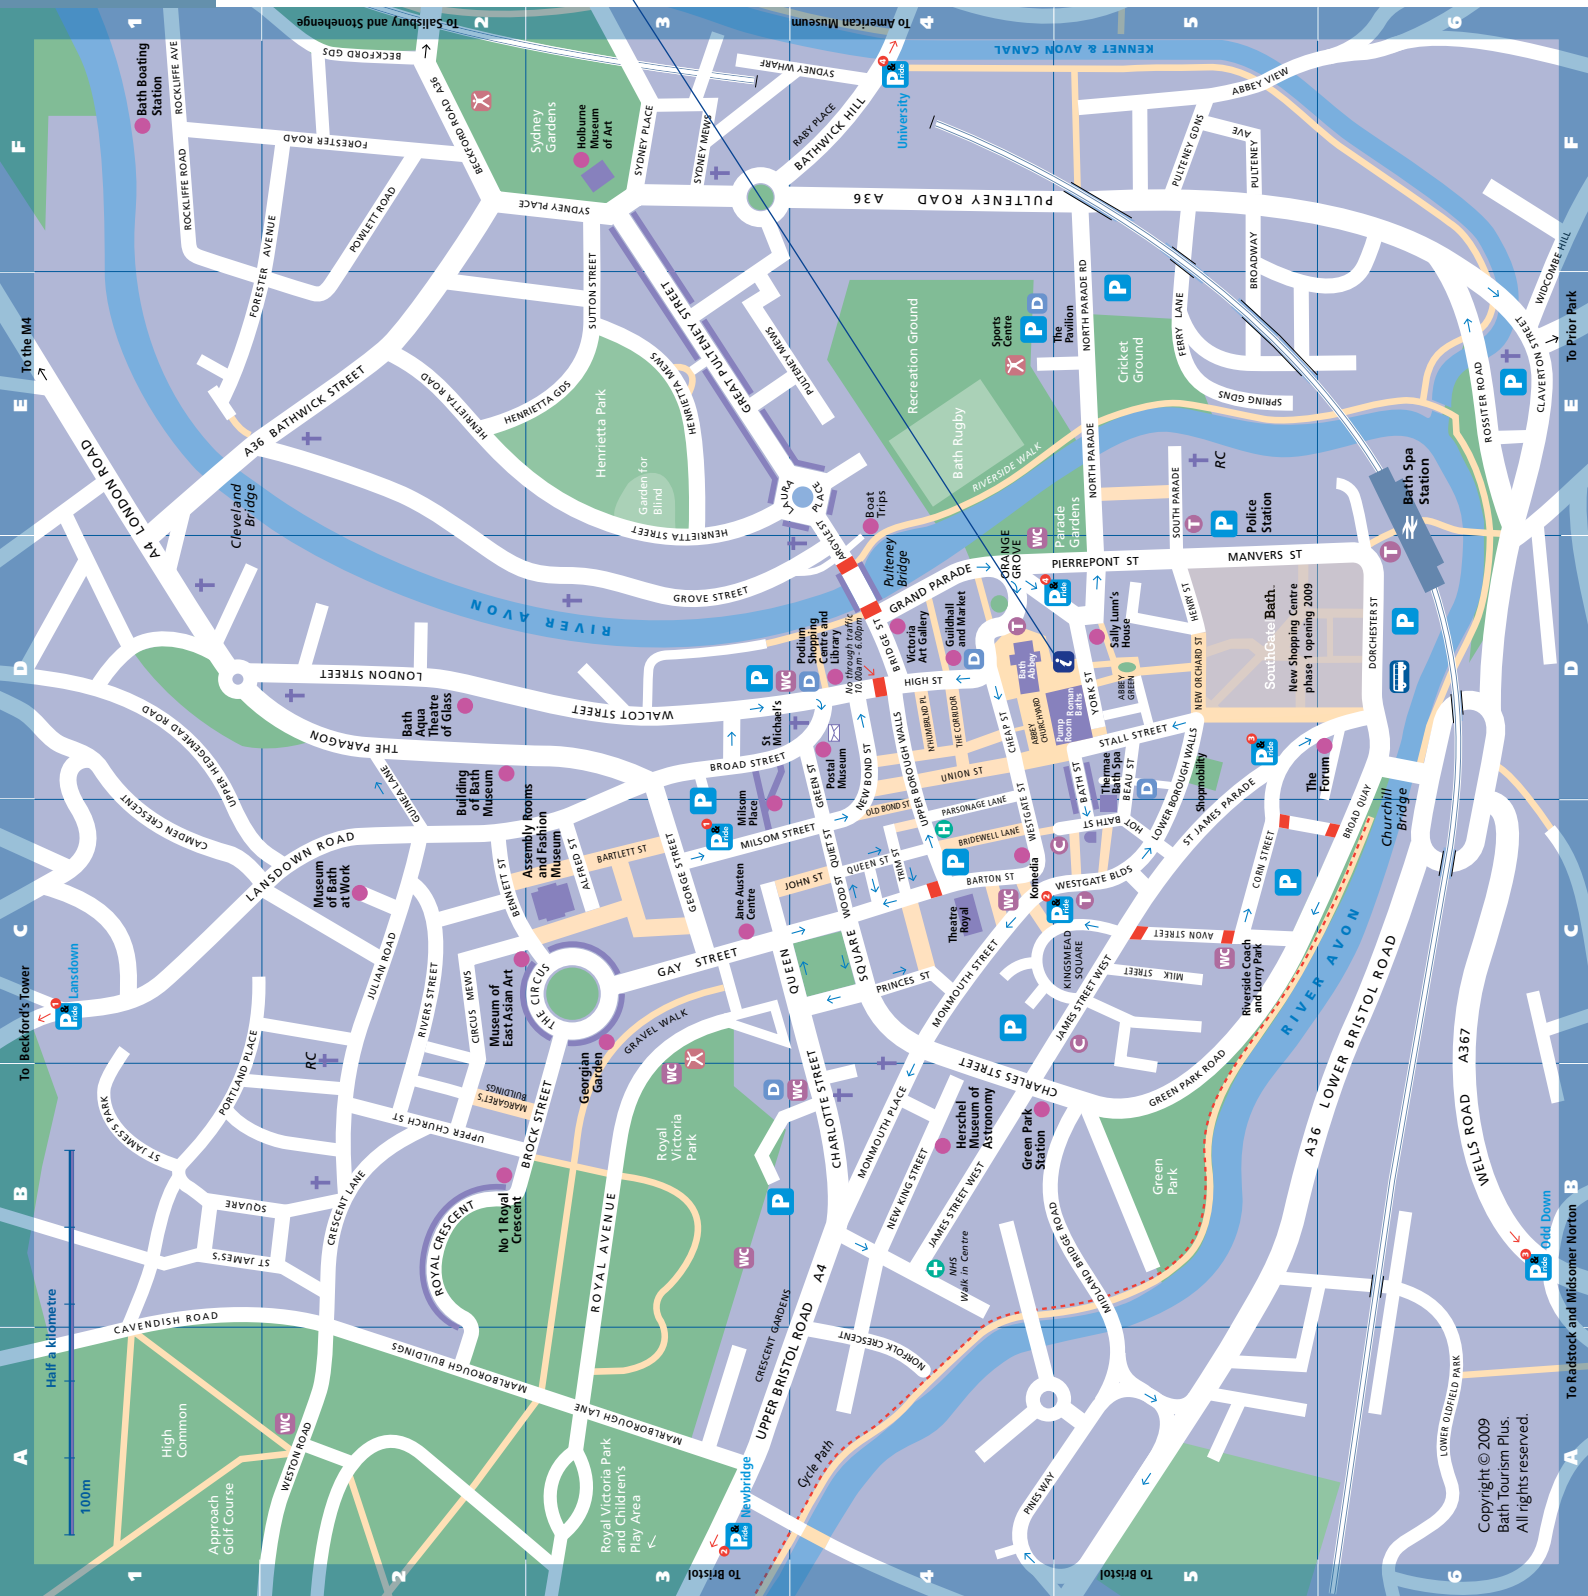 1
2
3
4
5
6
A
B
C
D
E
F
To Salisbury and Stonehenge
To American Museum
To the M4
To Beckford's Tower
To Prior Park
To Radstock and Midsomer Norton
To Bristol
To Bristol
Half a kilometre
100m
Bath Boating
Station
ROCKLIFFE AVE
ROCKLIFFE ROAD
BECKFORD GDS
BECKFORD ROAD A36
BECKFORD ROAD
FORESTER ROAD
FORESTER AVENUE
POWLETT ROAD
Sydney
Gardens
Holburne
Museum
of Art
SYDNEY PLACE
SYDNEY PLACE
SYDNEY MEWS
SYDNEY WHARF
RABY PLACE
BATHWICK HILL
University
P& ride
KENNET & AVON CANAL
ABBEY VIEW
PULTENEY GDNS
PULTENEY AVE
A36 PULTENEY ROAD
BROADWAY
FERRY LANE
SPRING GDNS
WIDCOMBE HILL
CLAVERTON STREET
ROSSITER ROAD
SUTTON STREET
GREAT PULTENEY STREET
PULTENEY MEWS
HENRIETTA MEWS
HENRIETTA
HENRIETTA GDS
HENRIETTA ROAD
HENRIETTA STREET
Henrietta Park
Garden for
Blind
LAURA
PLACE
ARGYLE ST
Boat
Trips
Recreation Ground
Bath Rugby
RIVERSIDE WALK
Sports
Centre
The
Pavilion
Cricket
Ground
NORTH PARADE RD
NORTH PARADE
SOUTH PARADE
RC
Police
Station
Bath Spa
Station
MANVERS ST
PIERREPONT ST
Parade
Gardens
ORANGE
GROVE
GRAND PARADE
Pulteney
Bridge
A36 BATHWICK STREET
A4 LONDON ROAD
Cleveland
Bridge
RIVER AVON
GROVE STREET
LONDON STREET
WALCOT STREET
Bath
Aqua
Theatre
of Glass
THE PARAGON
Building
of Bath
Museum
GUINEA LANE
UPPER HEDGEMEAD ROAD
CAMDEN CRESCENT
LANSDOWN ROAD
Museum
of Bath
at Work
Lansdown
Assembly Rooms
and Fashion
Museum
BENNETT ST
ALFRED ST
BARTLETT ST
GEORGE STREET
BROAD STREET
Milsom
Place
MILSOM STREET
St
Michael's
Postal
Museum
GREEN ST
NEW BOND ST
OLD BOND ST
Podium
Shopping
Centre and
Library
No through traffic
10.00am - 6.00pm
BRIDGE ST
Victoria
Art Gallery
Guildhall
and Market
HIGH ST
N'HUMBRLND PL
THE CORRIDOR
UNION ST
UPPER BOROUGH WALLS
CHEAP ST
ABBEY
CHURCHYARD
Bath
Abbey
Pump
Room
Roman
Baths
YORK ST
ABBEY
GREEN
Sally Lunn's
House
HENRY ST
NEW ORCHARD ST
STALL STREET
SouthGate Bath.
New Shopping Centre
phase 1 opening 2009
DORCHESTER ST
BATH ST
Thermae
Bath Spa
BEAU ST
HOT BATH ST
LOWER BOROUGH WALLS
Shopmobility
ST JAMES PARADE
The
Forum
BROAD QUAY
Churchill
Bridge
CORN STREET
AVON STREET
MILK STREET
Riverside Coach
and Lorry Park
KINGSMEAD
SQUARE
WESTGATE BLDS
WESTGATE ST
PARSONAGE LANE
BRIDEWELL LANE
Komedia
BARTON ST
Theatre
Royal
TRIM ST
QUEEN ST
QUIET ST
WOOD ST
JOHN ST
Jane Austen
Centre
GAY STREET
QUEEN
SQUARE
PRINCES ST
MONMOUTH STREET
JAMES STREET WEST
CHARLES STREET
GREEN PARK ROAD
Green Park
Station
Herschel
Museum of
Astronomy
MONMOUTH PLACE
NEW KING STREET
JAMES STREET WEST
NHS
Walk in Centre
MIDLAND BRIDGE ROAD
Green
Park
CHARLOTTE STREET
THE CIRCUS
Museum of
East Asian Art
Georgian
Garden
GRAVEL WALK
CIRCUS MEWS
RIVERS STREET
JULIAN ROAD
MARGARET'S
BUILDINGS
BROCK STREET
UPPER CHURCH ST
PORTLAND PLACE
RC
ST JAMES'S PARK
ST JAMES'S
SQUARE
CRESCENT LANE
No 1 Royal
Crescent
ROYAL CRESCENT
ROYAL AVENUE
Royal
Victoria
Park
CAVENDISH ROAD
MARLBOROUGH BUILDINGS
MARLBOROUGH LANE
High
Common
Approach
Golf Course
WESTON ROAD
Royal Victoria Park
and Children's
Play Area
Newbridge
UPPER BRISTOL ROAD A4
CRESCENT GARDENS
NORFOLK CRESCENT
Cycle Path
PINES WAY
A36 LOWER BRISTOL ROAD
RIVER AVON
WELLS ROAD A367
Odd Down
LOWER OLDFIELD PARK
Copyright © 2009
Bath Tourism Plus.
All rights reserved.